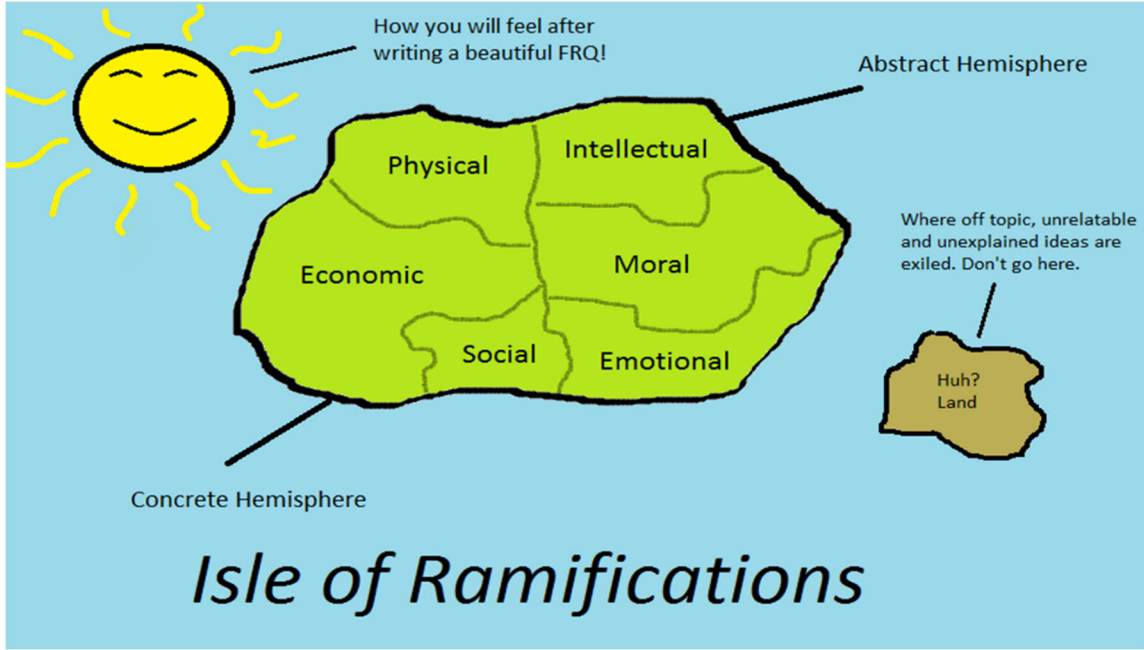 How you will feel after
writing a beautiful FRQ!
Abstract Hemisphere
Physical
Intellectual
Where off topic, unrelatable
and unexplained ideas are
exiled. Don't go here.
Economic
Moral
Social
Emotional
Huh?
Land
Concrete Hemisphere
Isle of Ramifications